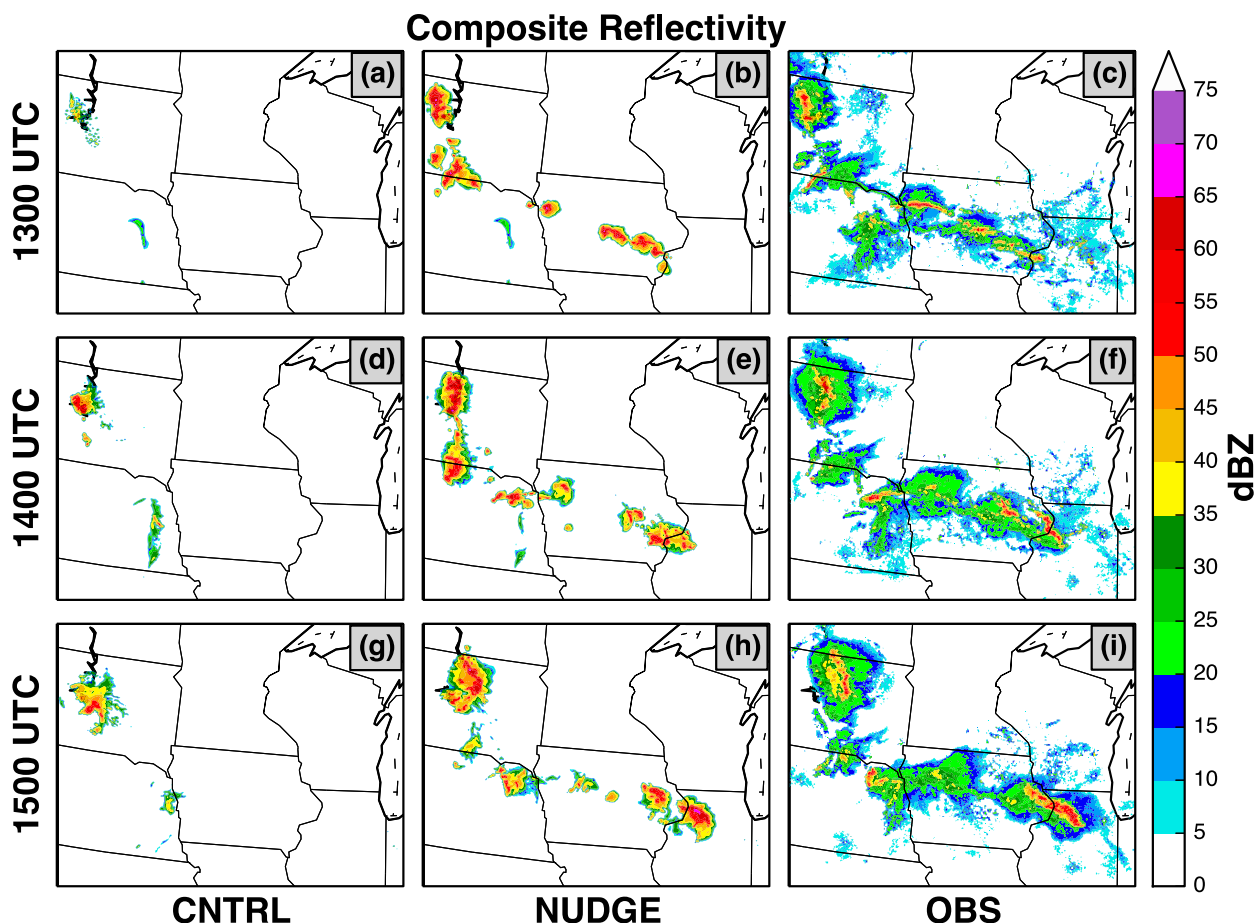 Composite Reflectivity
1300 UTC
(a)
(b)
(c)
1400 UTC
(d)
(e)
(f)
1500 UTC
(g)
(h)
(i)
CNTRL
NUDGE
OBS
75
70
65
60
55
50
45
40
35
30
25
20
15
10
5
0
dBZ